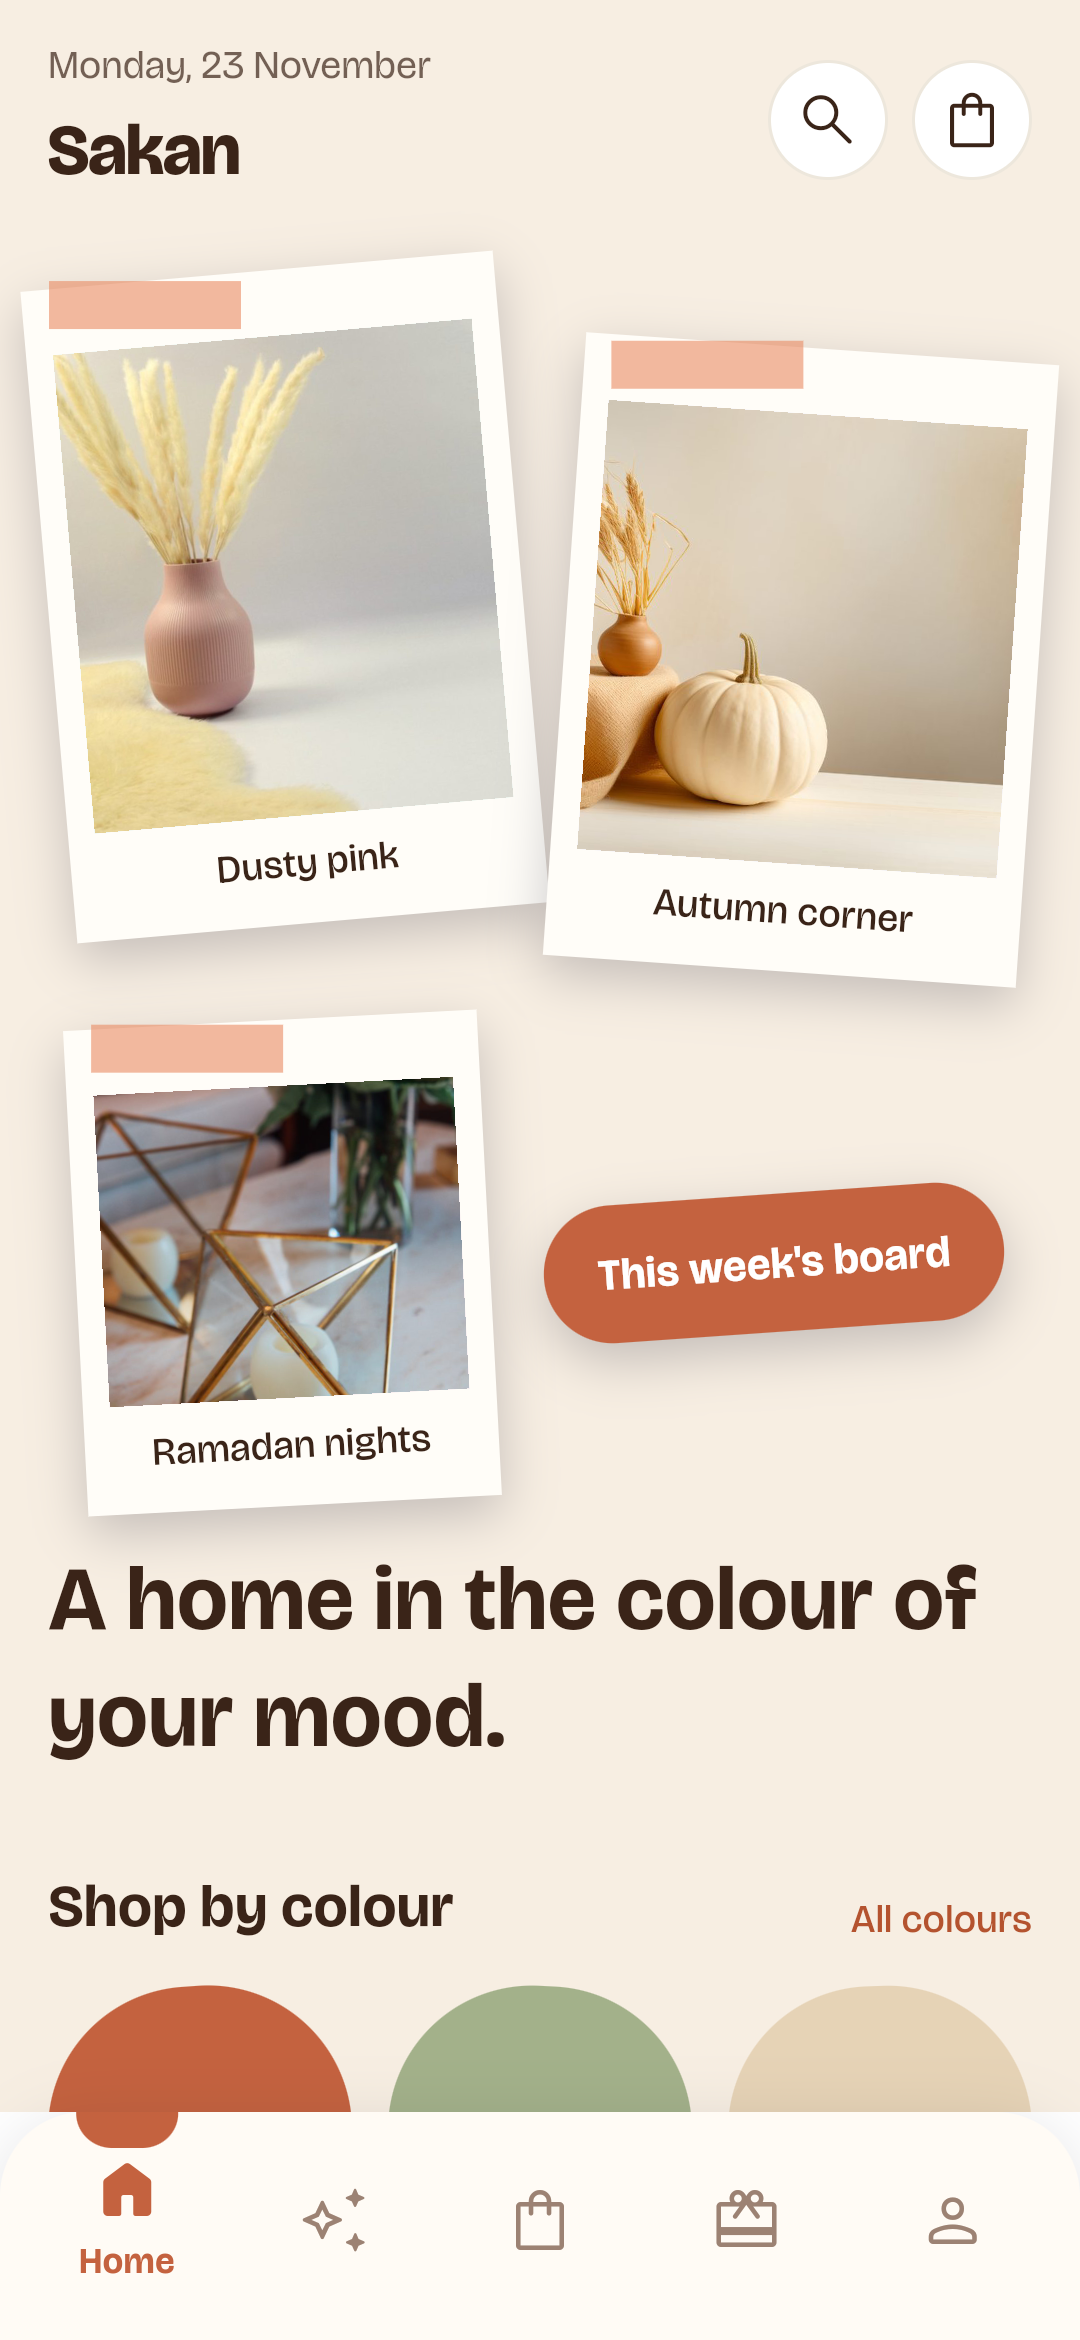 Monday, 23 November
Sakan
Dusty pink
Autumn corner
Ramadan nights
This week's board
A home in the colour of
your mood.
Shop by colour
All colours
Home